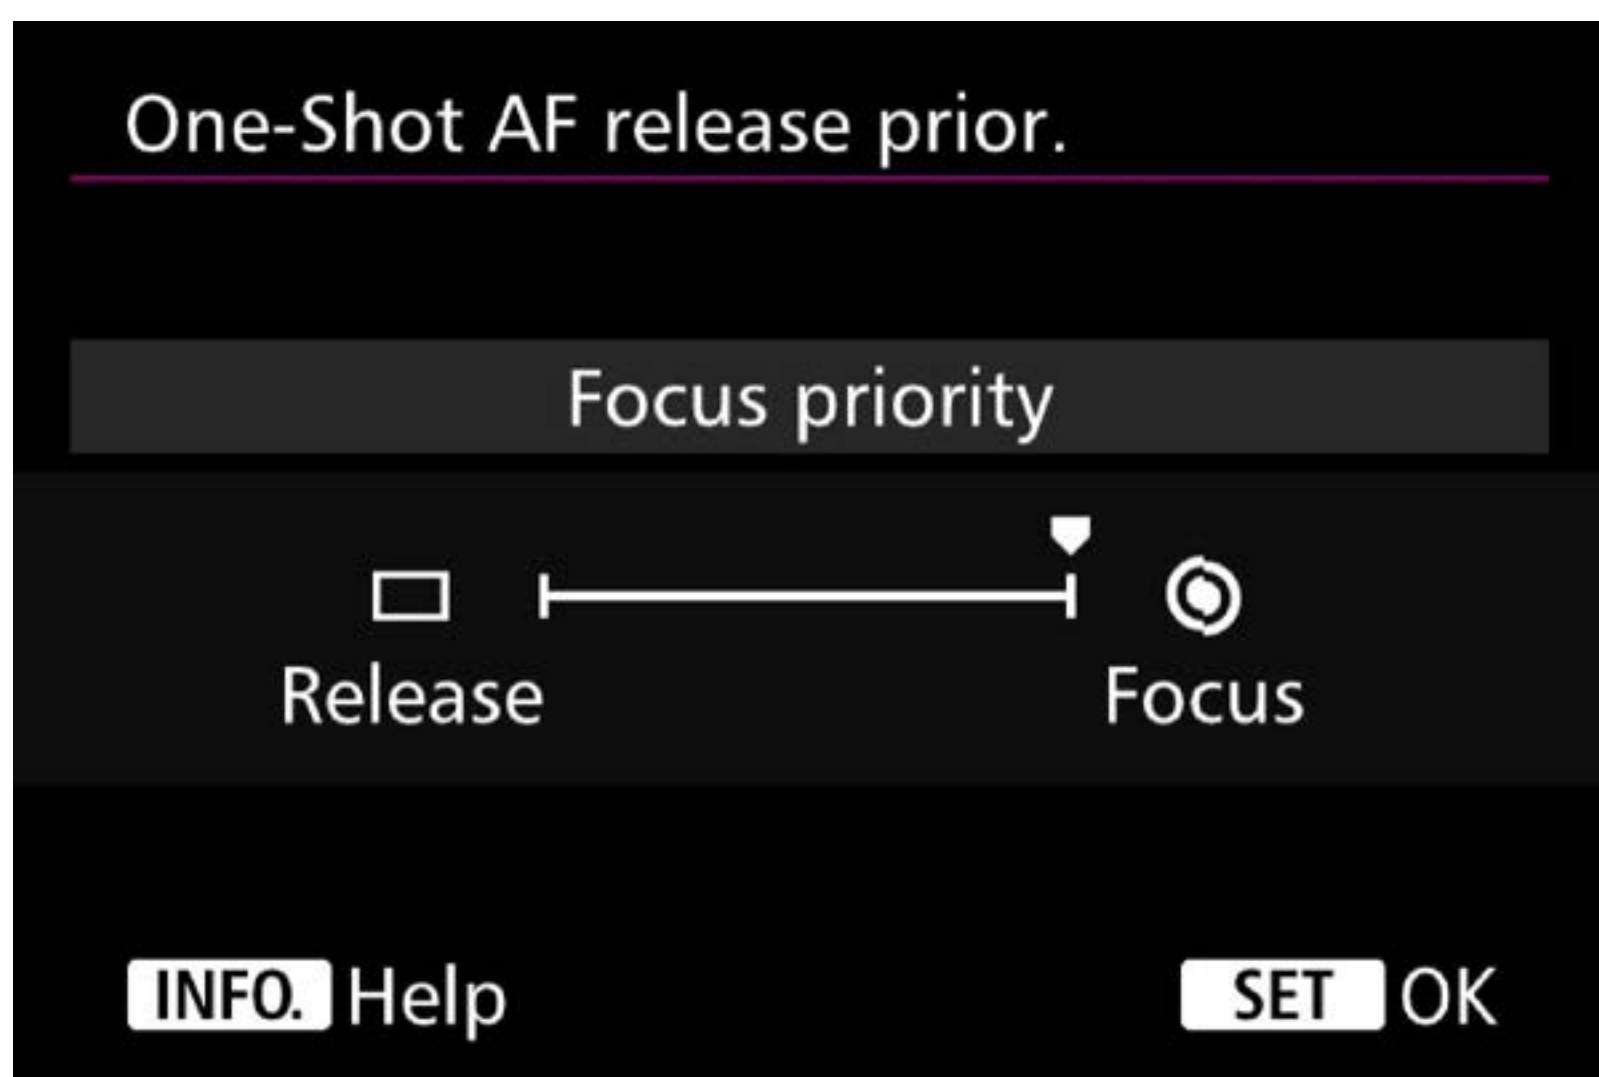 One-Shot AF release prior.
Focus priority
Release Focus
INFO. Help SET OK